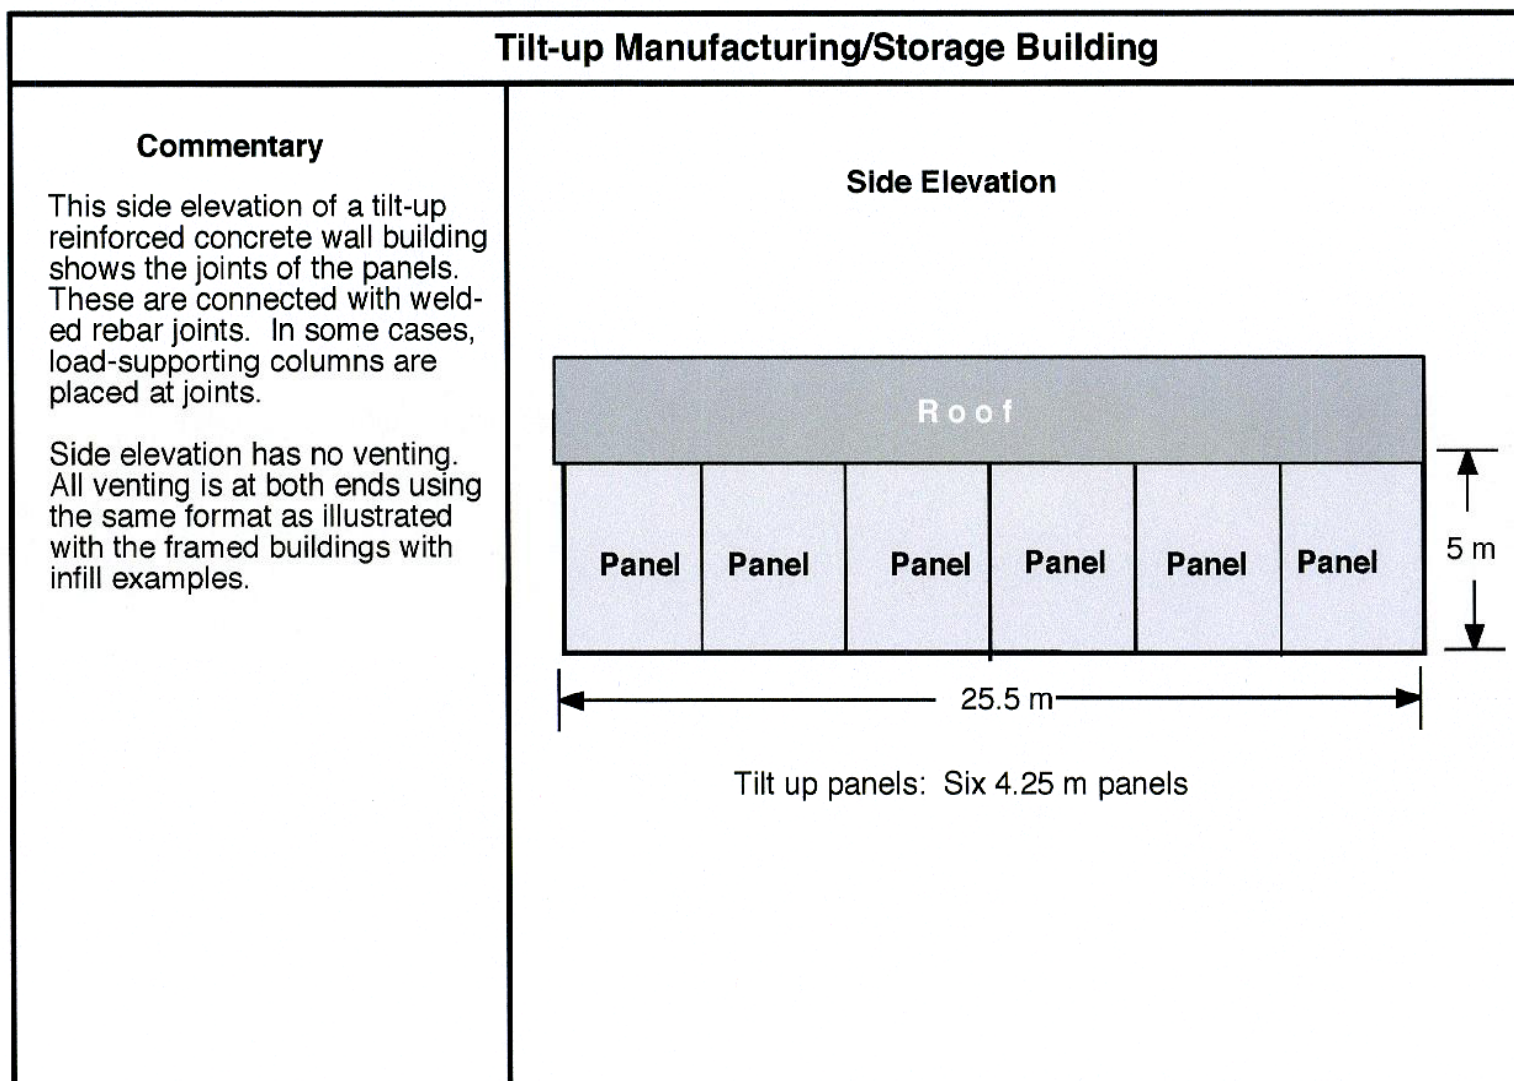 Tilt-up Manufacturing/Storage Building
Commentary
This side elevation of a tilt-up
reinforced concrete wall building
shows the joints of the panels.
These are connected with weld-
ed rebar joints. In some cases,
load-supporting columns are
placed at joints.
Side elevation has no venting.
All venting is at both ends using
the same format as illustrated
with the framed buildings with
infill examples.
Side Elevation
Roof
Panel Panel Panel Panel Panel Panel
5 m
25.5 m
Tilt up panels: Six 4.25 m panels